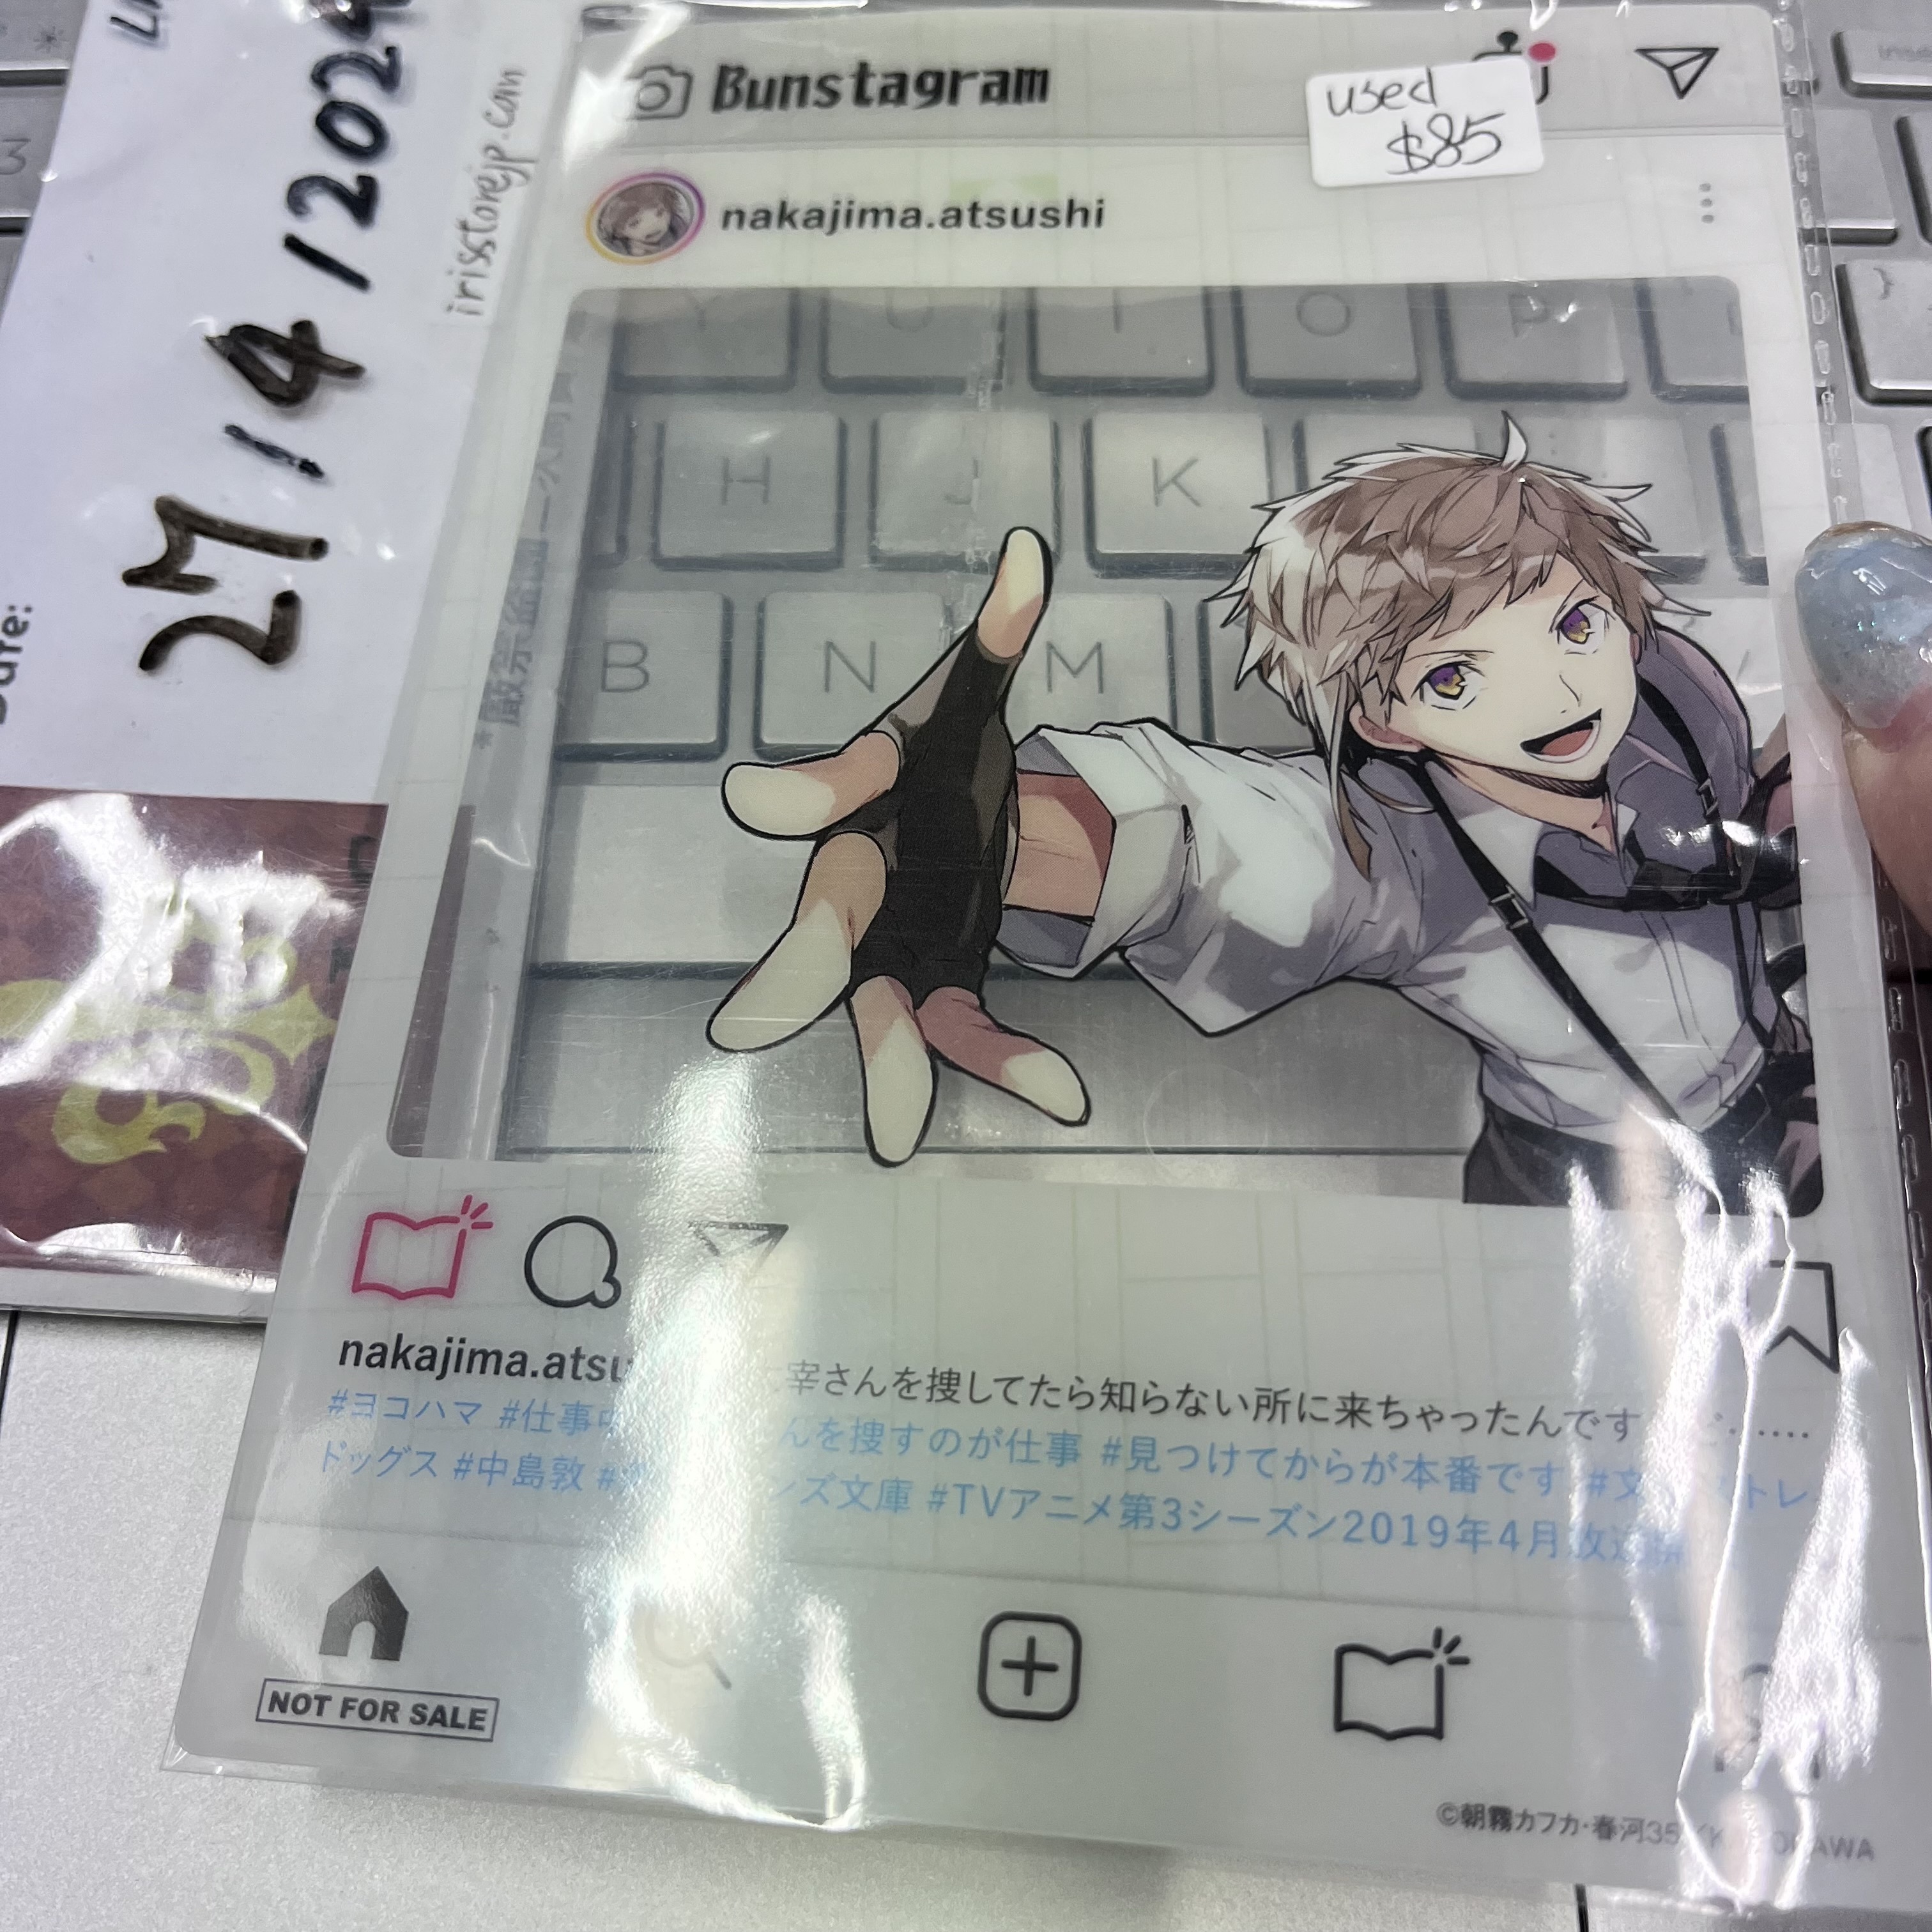 27/4/2024
irisstorejp.com
Date:
Bunstagram
used
$85
nakajima.atsushi
Y U I O P
H J K
B N M
nakajima.atsu 宰さんを捜してたら知らない所に来ちゃったんです ……
#ヨコハマ #仕事中 んを捜すのが仕事 #見つけてからが本番です #文 トレ
ドッグス #中島敦 # ンズ文庫 #TVアニメ第3シーズン2019年4月放送
NOT FOR SALE
©朝霧カフカ・春河35/KADOKAWA